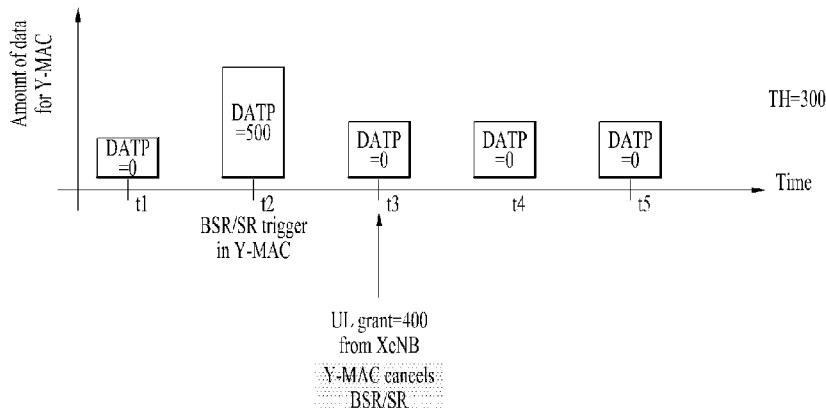 Amount of data
for Y-MAC
DATP
=0
DATP
=500
DATP
=0
DATP
=0
DATP
=0
TH=300
Time
t1
t2
t3
t4
t5
BSR/SR trigger
in Y-MAC
UL grant=400
from XeNB
Y-MAC cancels
BSR/SR